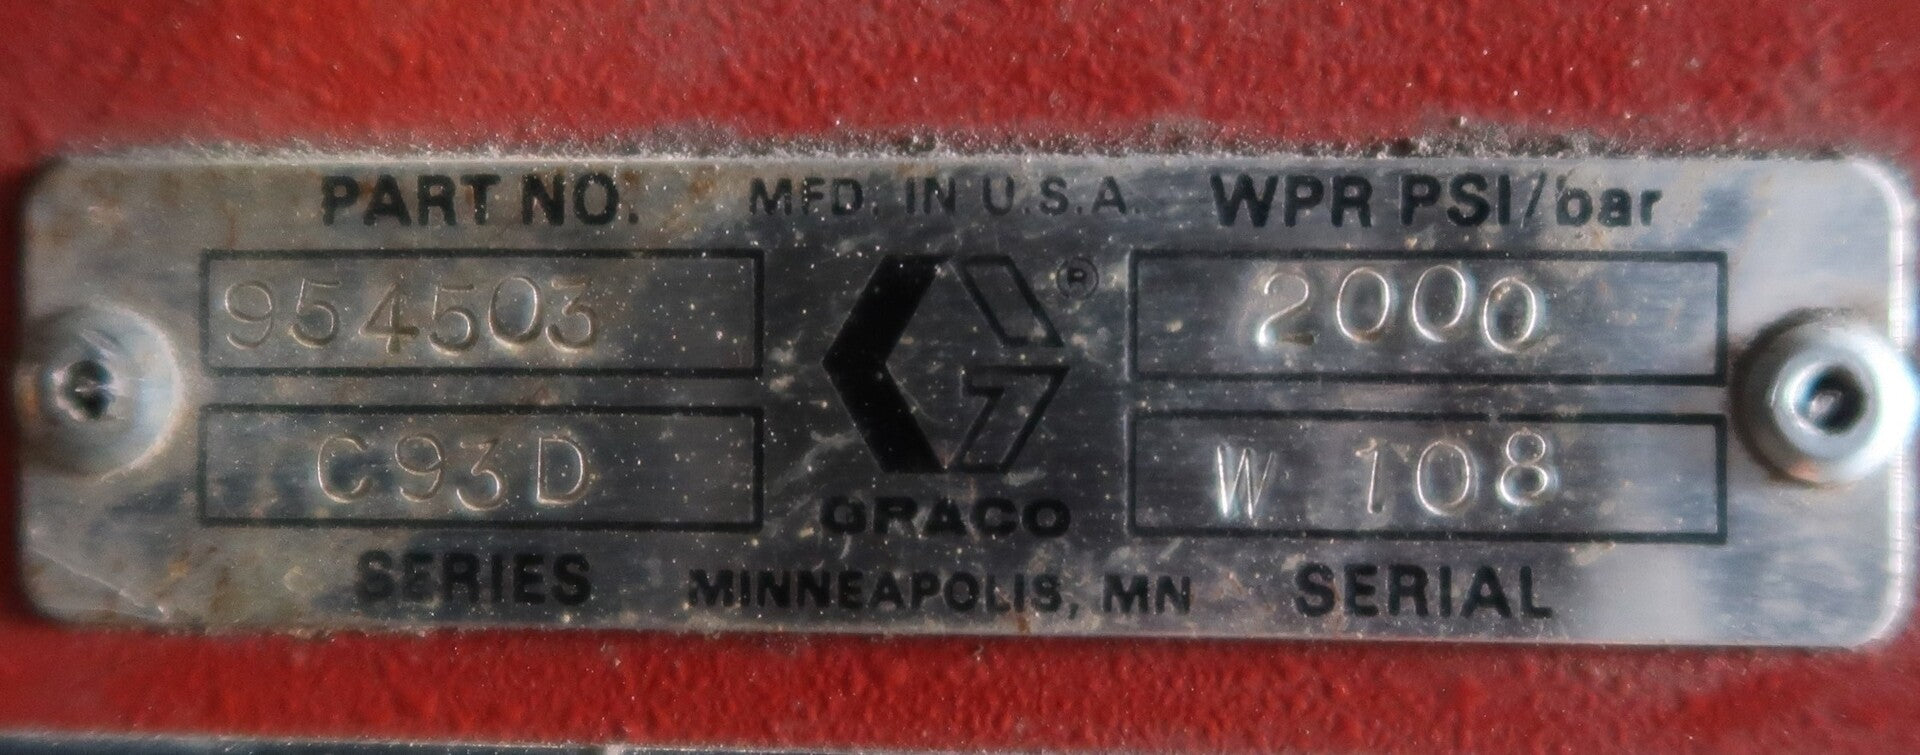 PART NO. MFD. IN U.S.A. WPR PSI/bar
954503 ® 2000
C93D W 108
GRACO
SERIES MINNEAPOLIS, MN SERIAL